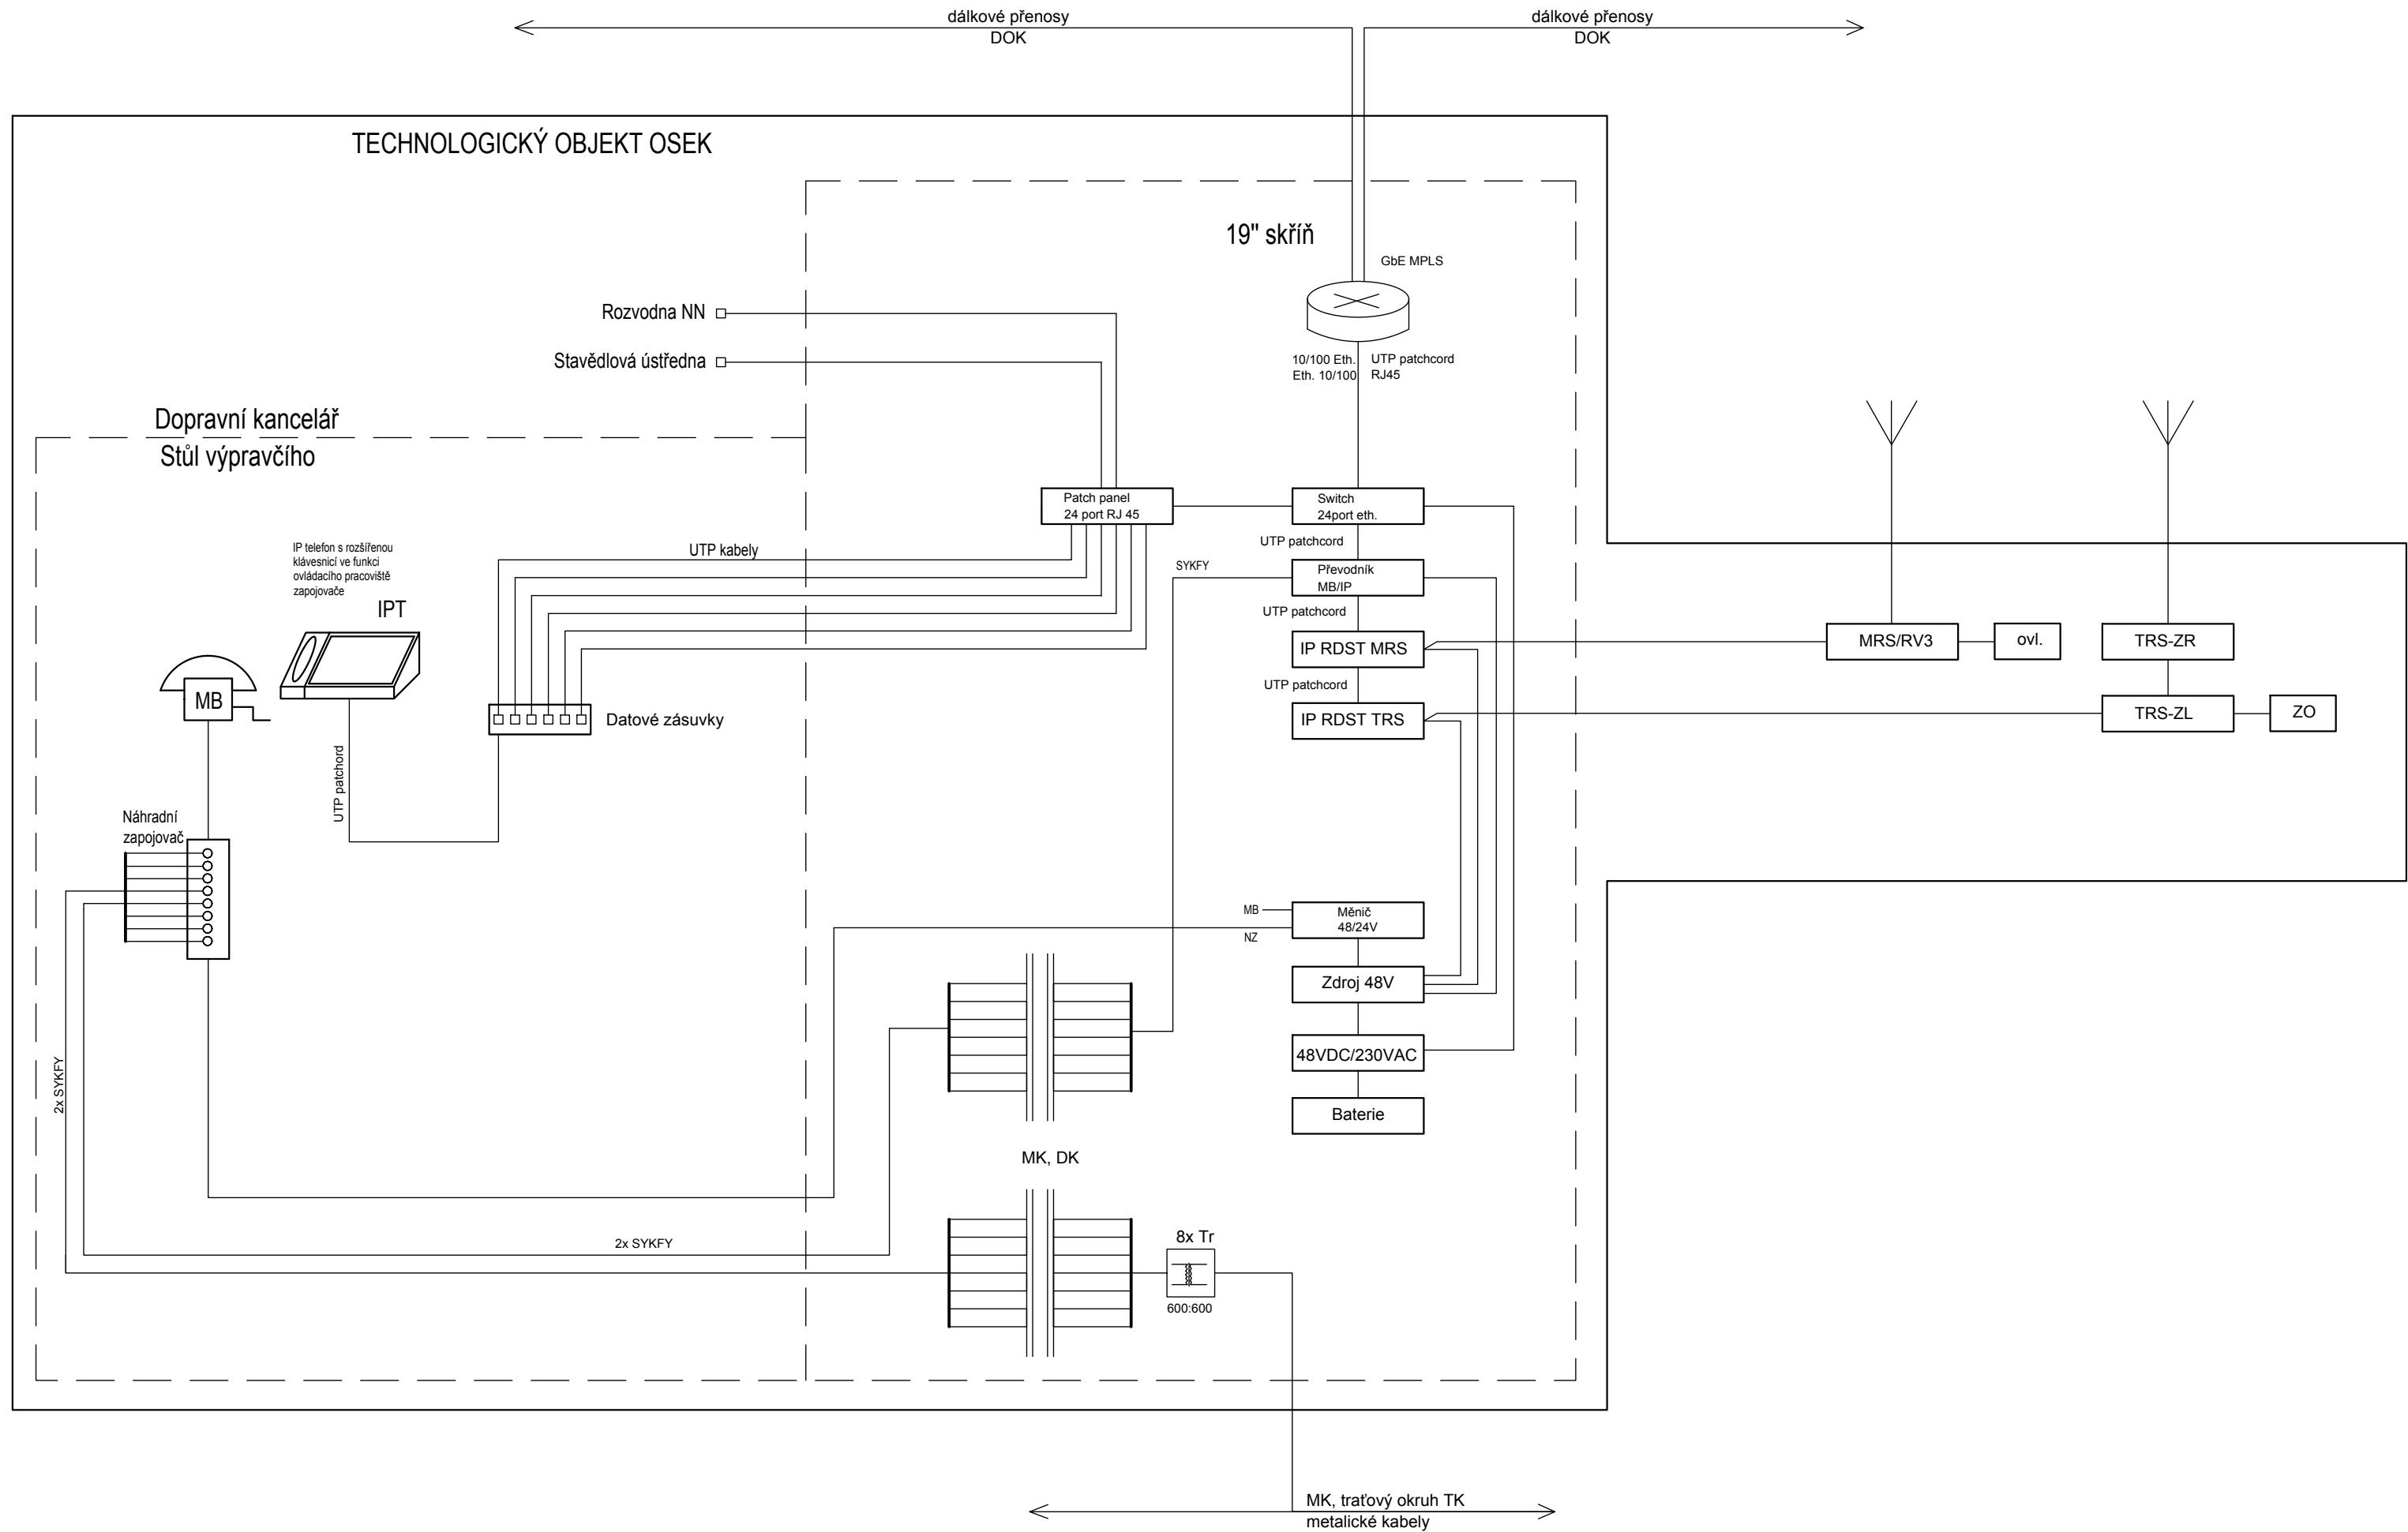 dálkové přenosy
DOK
dálkové přenosy
DOK
TECHNOLOGICKÝ OBJEKT OSEK
19" skříň
GbE MPLS
Rozvodna NN
Stavědlová ústředna
10/100 Eth.
Eth. 10/100
UTP patchcord
RJ45
Dopravní kancelář
Stůl výpravčího
Patch panel
24 port RJ 45
Switch
24port eth.
UTP kabely
UTP patchcord
IP telefon s rozšířenou
klávesnicí ve funkci
ovládacího pracoviště
zapojovače
IPT
SYKFY
Převodník
MB/IP
UTP patchcord
IP RDST MRS
MRS/RV3
ovl.
TRS-ZR
UTP patchcord
MB
Datové zásuvky
IP RDST TRS
TRS-ZL
ZO
UTP patchord
Náhradní
zapojovač
MB
NZ
Měnič
48/24V
Zdroj 48V
48VDC/230VAC
Baterie
2x SYKFY
MK, DK
2x SYKFY
8x Tr
600:600
MK, traťový okruh TK
metalické kabely